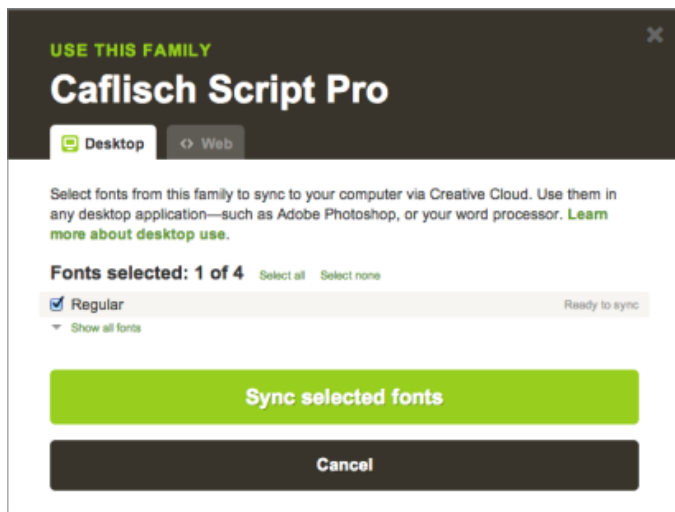 USE THIS FAMILY
Caflisch Script Pro
Desktop
<> Web
Select fonts from this family to sync to your computer via Creative Cloud. Use them in
any desktop application—such as Adobe Photoshop, or your word processor. Learn
more about desktop use.
Fonts selected: 1 of 4 Select all Select none
Regular Ready to sync
Show all fonts
Sync selected fonts
Cancel